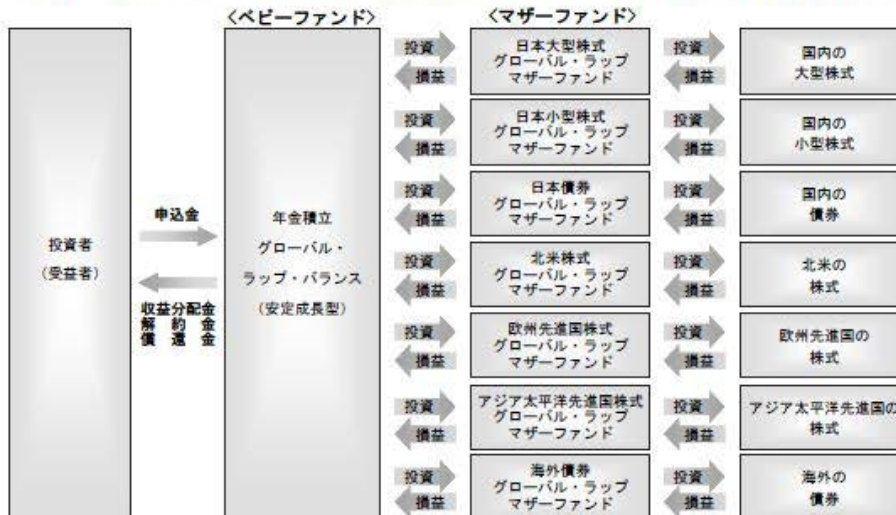 〈ベビーファンド〉
〈マザーファンド〉
投資者
（受益者）
申込金
収益分配金
解約金
償還金
年金積立
グローバル・
ラップ・バランス
（安定成長型）
投資
損益
日本大型株式
グローバル・ラップ
マザーファンド
投資
損益
国内の
大型株式
投資
損益
日本小型株式
グローバル・ラップ
マザーファンド
投資
損益
国内の
小型株式
投資
損益
日本債券
グローバル・ラップ
マザーファンド
投資
損益
国内の
債券
投資
損益
北米株式
グローバル・ラップ
マザーファンド
投資
損益
北米の
株式
投資
損益
欧州先進国株式
グローバル・ラップ
マザーファンド
投資
損益
欧州先進国の
株式
投資
損益
アジア太平洋先進国株式
グローバル・ラップ
マザーファンド
投資
損益
アジア太平洋先進国の
株式
投資
損益
海外債券
グローバル・ラップ
マザーファンド
投資
損益
海外の
債券